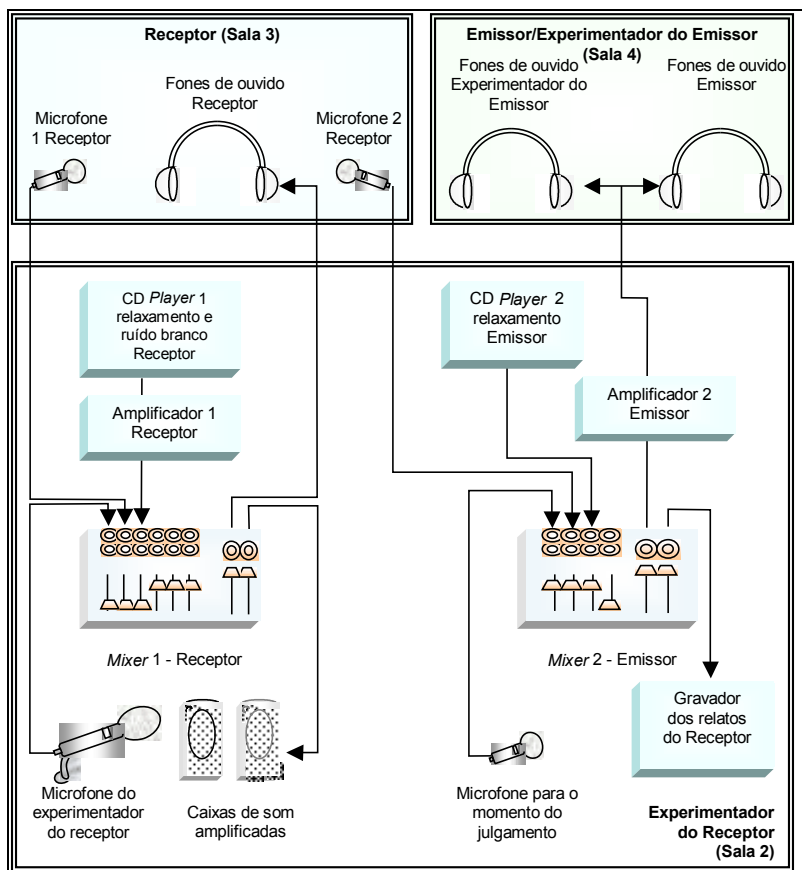 Receptor (Sala 3)
Fones de ouvido
Receptor
Microfone
1 Receptor
Microfone 2
Receptor
Emissor/Experimentador do Emissor
(Sala 4)
Fones de ouvido
Experimentador do
Emissor
Fones de ouvido
Emissor
CD Player 1
relaxamento e
ruído branco
Receptor
Amplificador 1
Receptor
CD Player 2
relaxamento
Emissor
Amplificador 2
Emissor
Mixer 1 - Receptor
Mixer 2 - Emissor
Microfone do
experimentador
do receptor
Caixas de som
amplificadas
Microfone para o
momento do
julgamento
Gravador
dos relatos
do Receptor
Experimentador
do Receptor
(Sala 2)